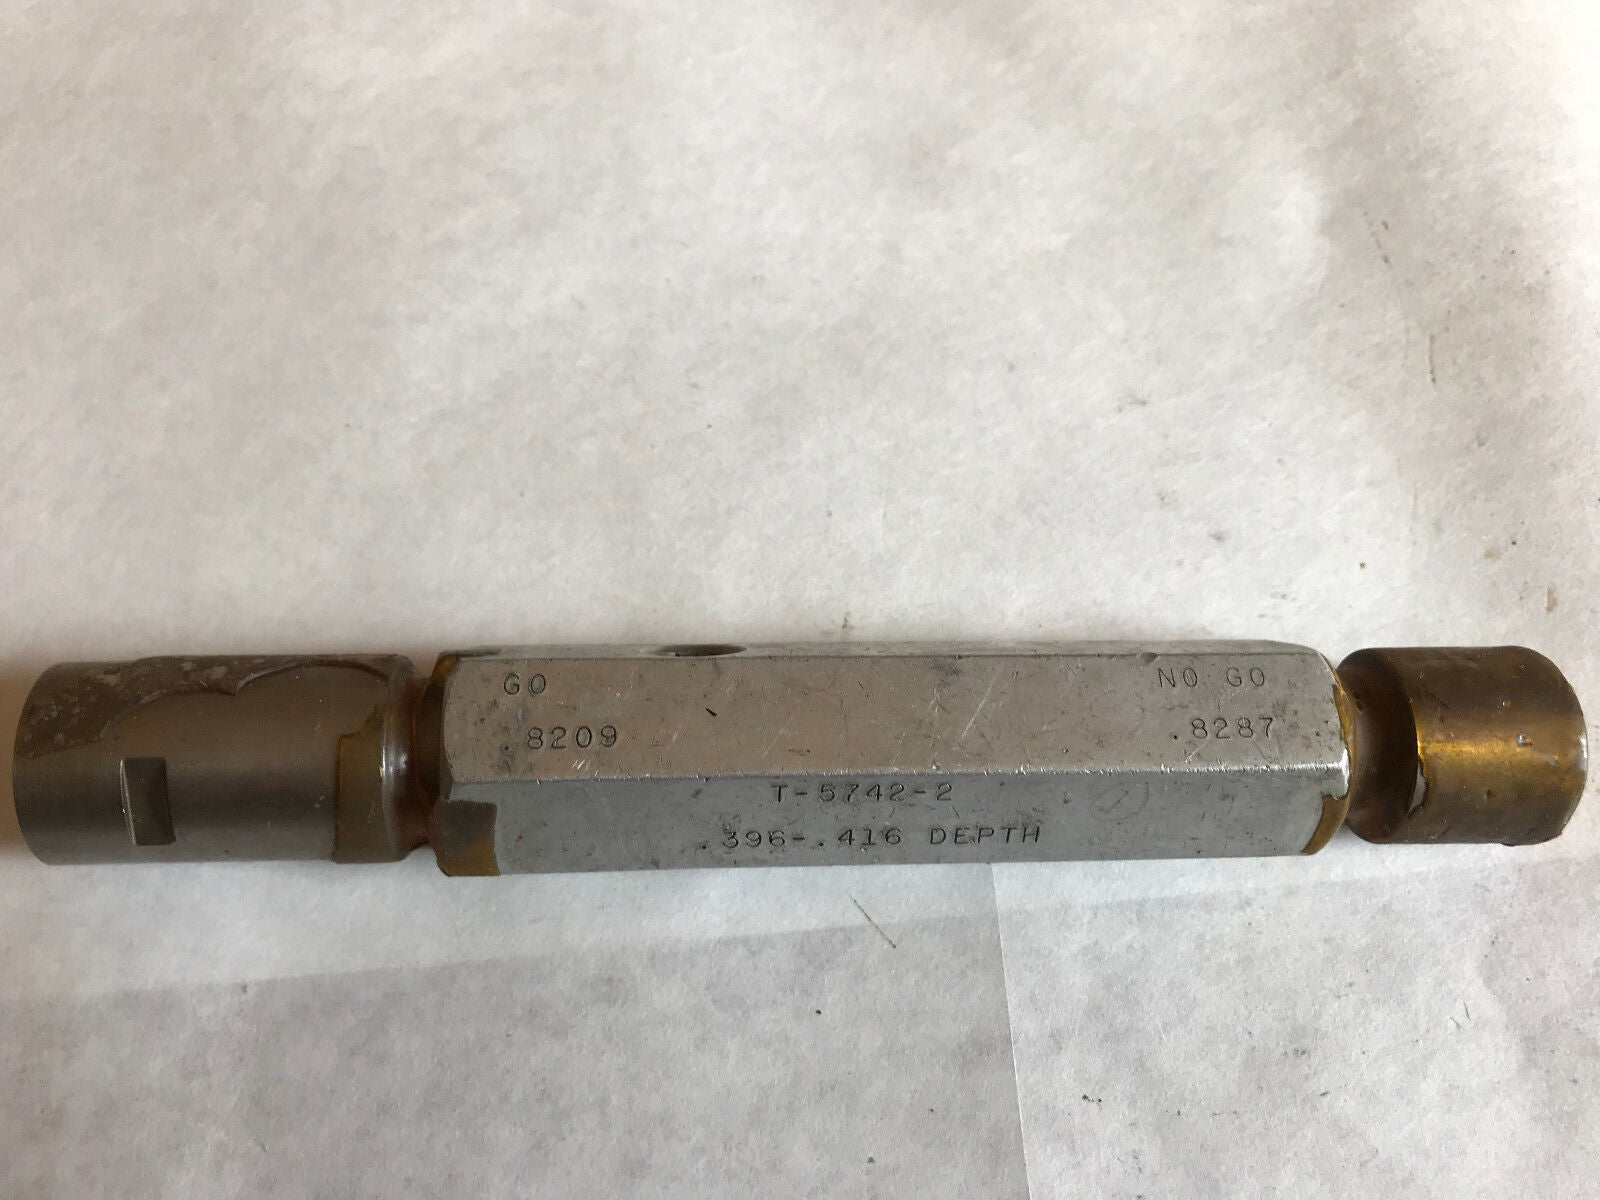 GO
NO GO
.8209
.8287
T-5742-2
.396-.416 DEPTH